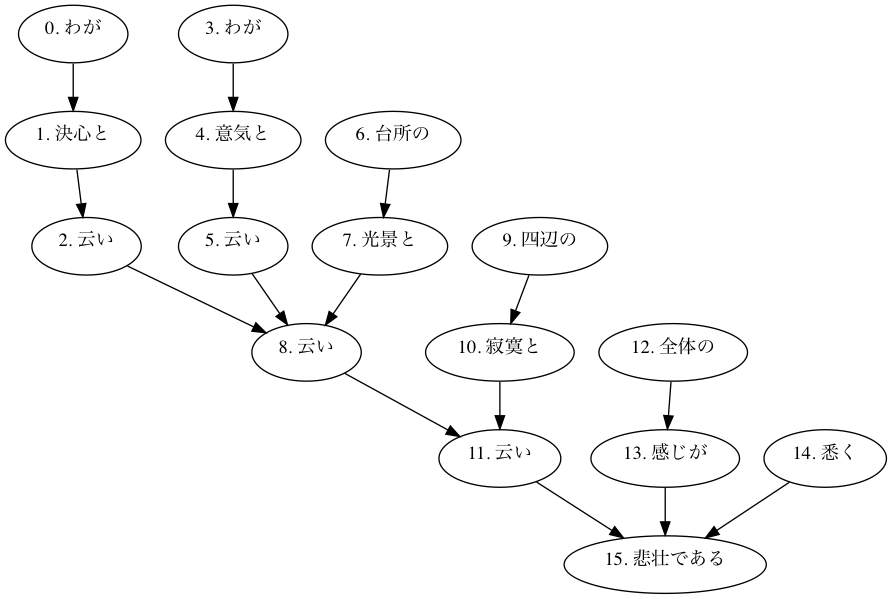 0. わが
3. わが
1. 決心と
4. 意気と
6. 台所の
2. 云い
5. 云い
7. 光景と
9. 四辺の
8. 云い
10. 寂寞と
12. 全体の
11. 云い
13. 感じが
14. 悉く
15. 悲壮である